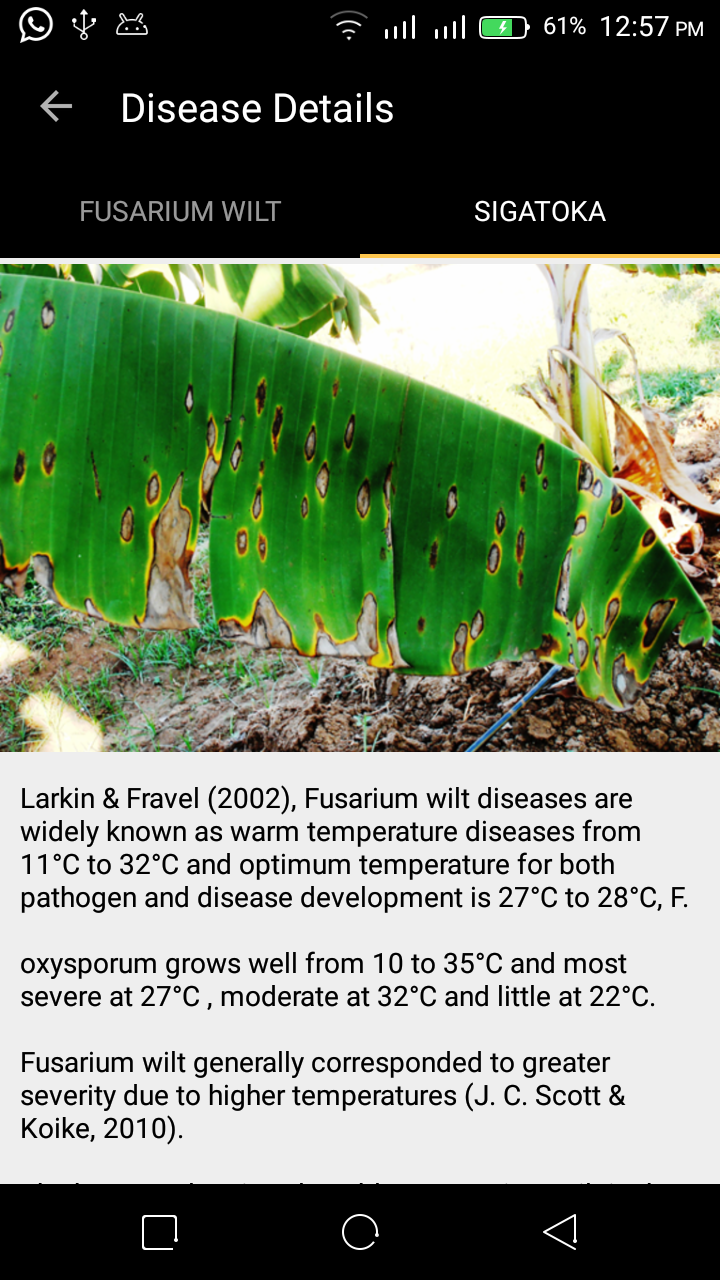 61% 12:57 PM
Disease Details
FUSARIUM WILT SIGATOKA
Larkin & Fravel (2002), Fusarium wilt diseases are
widely known as warm temperature diseases from
11°C to 32°C and optimum temperature for both
pathogen and disease development is 27°C to 28°C, F.
oxysporum grows well from 10 to 35°C and most
severe at 27°C , moderate at 32°C and little at 22°C.
Fusarium wilt generally corresponded to greater
severity due to higher temperatures (J. C. Scott &
Koike, 2010).